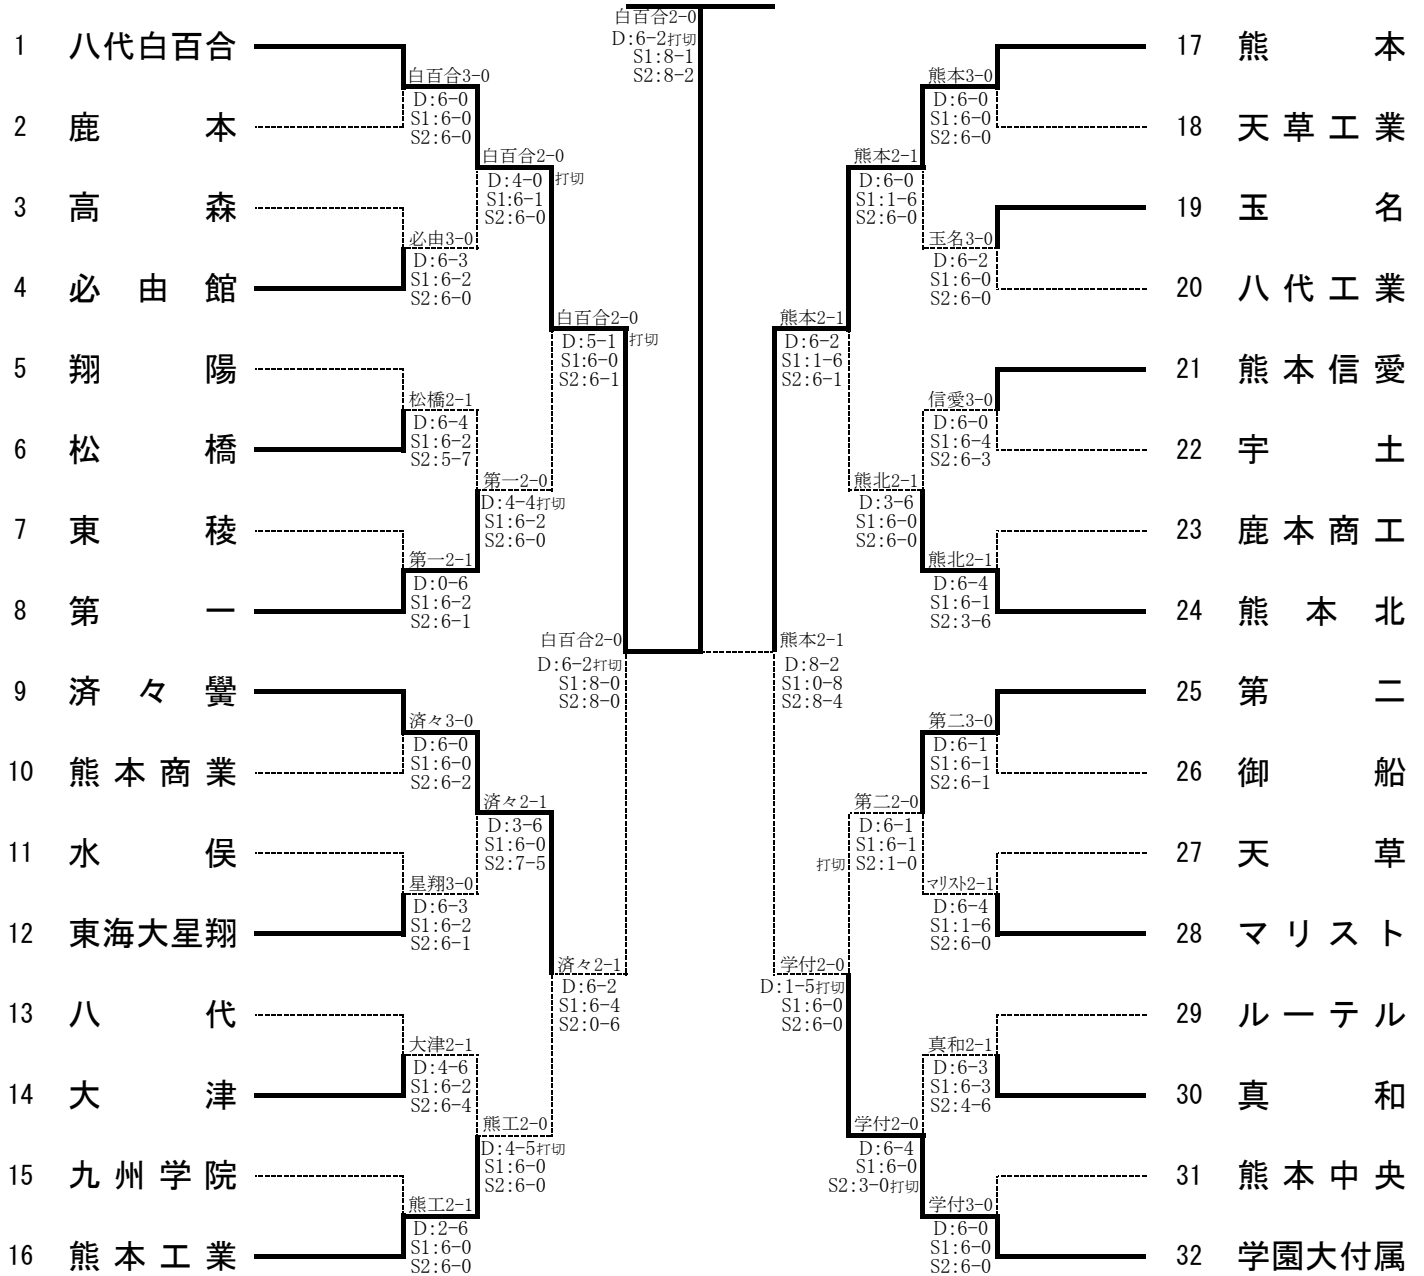 白百合2-0
D:6-2打切
S1:8-1
S2:8-2
1 八代白百合
白百合3-0
D:6-0
S1:6-0
S2:6-0
2 鹿本
白百合2-0
D:4-0 打切
S1:6-1
S2:6-0
3 高森
必由3-0
D:6-3
S1:6-2
S2:6-0
4 必由館
白百合2-0
D:5-1 打切
S1:6-0
S2:6-1
5 翔陽
松橋2-1
D:6-4
S1:6-2
S2:5-7
6 松橋
第一2-0
D:4-4打切
S1:6-2
S2:6-0
7 東稜
第一2-1
D:0-6
S1:6-2
S2:6-1
8 第一
白百合2-0
D:6-2打切
S1:8-0
S2:8-0
9 済々黌
済々3-0
D:6-0
S1:6-0
S2:6-2
10 熊本商業
済々2-1
D:3-6
S1:6-0
S2:7-5
11 水俣
星翔3-0
D:6-3
S1:6-2
S2:6-1
12 東海大星翔
済々2-1
D:6-2
S1:6-4
S2:0-6
13 八代
大津2-1
D:4-6
S1:6-2
S2:6-4
14 大津
熊工2-0
D:4-5打切
S1:6-0
S2:6-0
15 九州学院
熊工2-1
D:2-6
S1:6-0
S2:6-0
16 熊本工業
17 熊本
熊本3-0
D:6-0
S1:6-0
S2:6-0
18 天草工業
熊本2-1
D:6-0
S1:1-6
S2:6-0
19 玉名
玉名3-0
D:6-2
S1:6-0
S2:6-0
20 八代工業
熊本2-1
D:6-2
S1:1-6
S2:6-1
21 熊本信愛
信愛3-0
D:6-0
S1:6-4
S2:6-3
22 宇土
熊北2-1
D:3-6
S1:6-0
S2:6-0
23 鹿本商工
熊北2-1
D:6-4
S1:6-1
S2:3-6
24 熊本北
熊本2-1
D:8-2
S1:0-8
S2:8-4
25 第二
第二3-0
D:6-1
S1:6-1
S2:6-1
26 御船
第二2-0
D:6-1
S1:6-1
打切 S2:1-0
27 天草
マリスト2-1
D:6-4
S1:1-6
S2:6-0
28 マリスト
学付2-0
D:1-5打切
S1:6-0
S2:6-0
29 ルーテル
真和2-1
D:6-3
S1:6-3
S2:4-6
30 真和
学付2-0
D:6-4
S1:6-0
S2:3-0打切
31 熊本中央
学付3-0
D:6-0
S1:6-0
S2:6-0
32 学園大付属